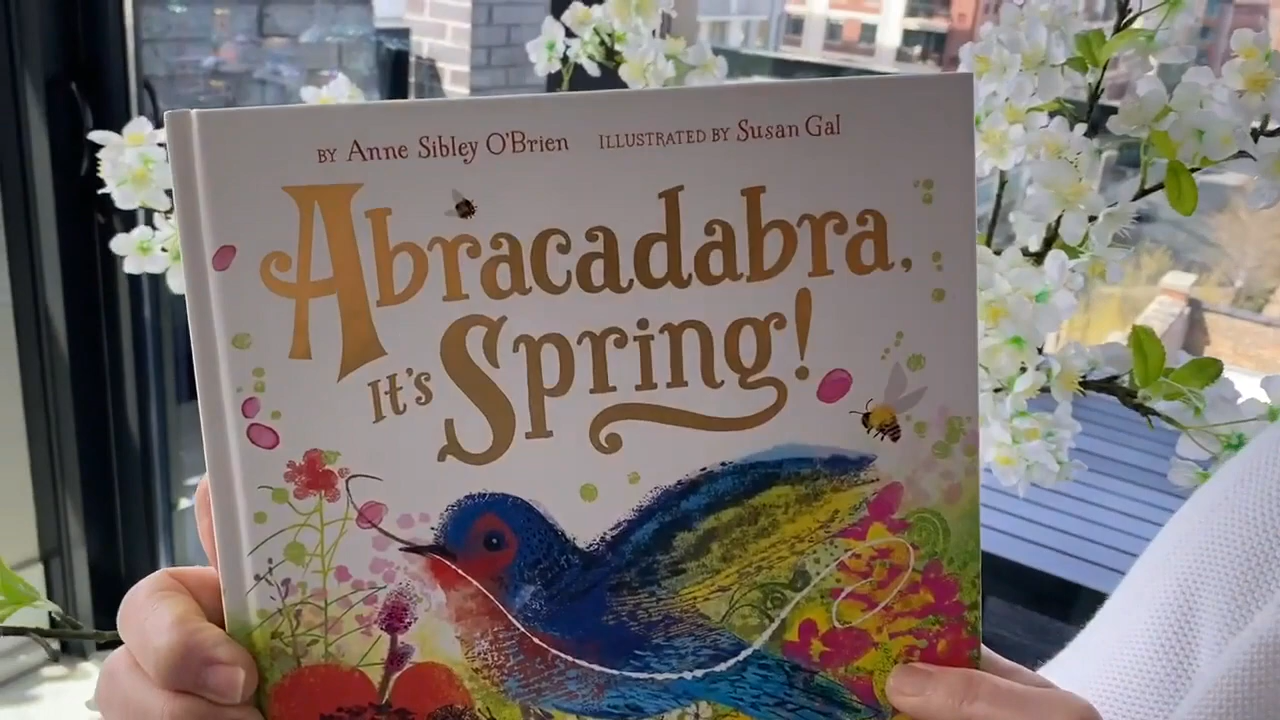 BY Anne Sibley O'Brien ILLUSTRATED BY Susan Gal
Abracadabra,
It's Spring!